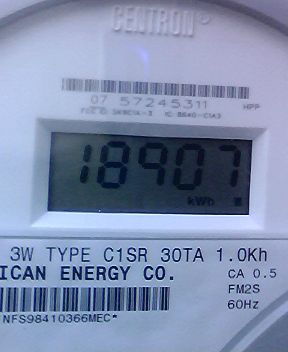 CENTRON®
07 57245311 HPP
18907
kWh
3W TYPE C1SR 30TA 1.0Kh
ICAN ENERGY CO. CA 0.5
FM2S
NFS98410366MEC* 60Hz